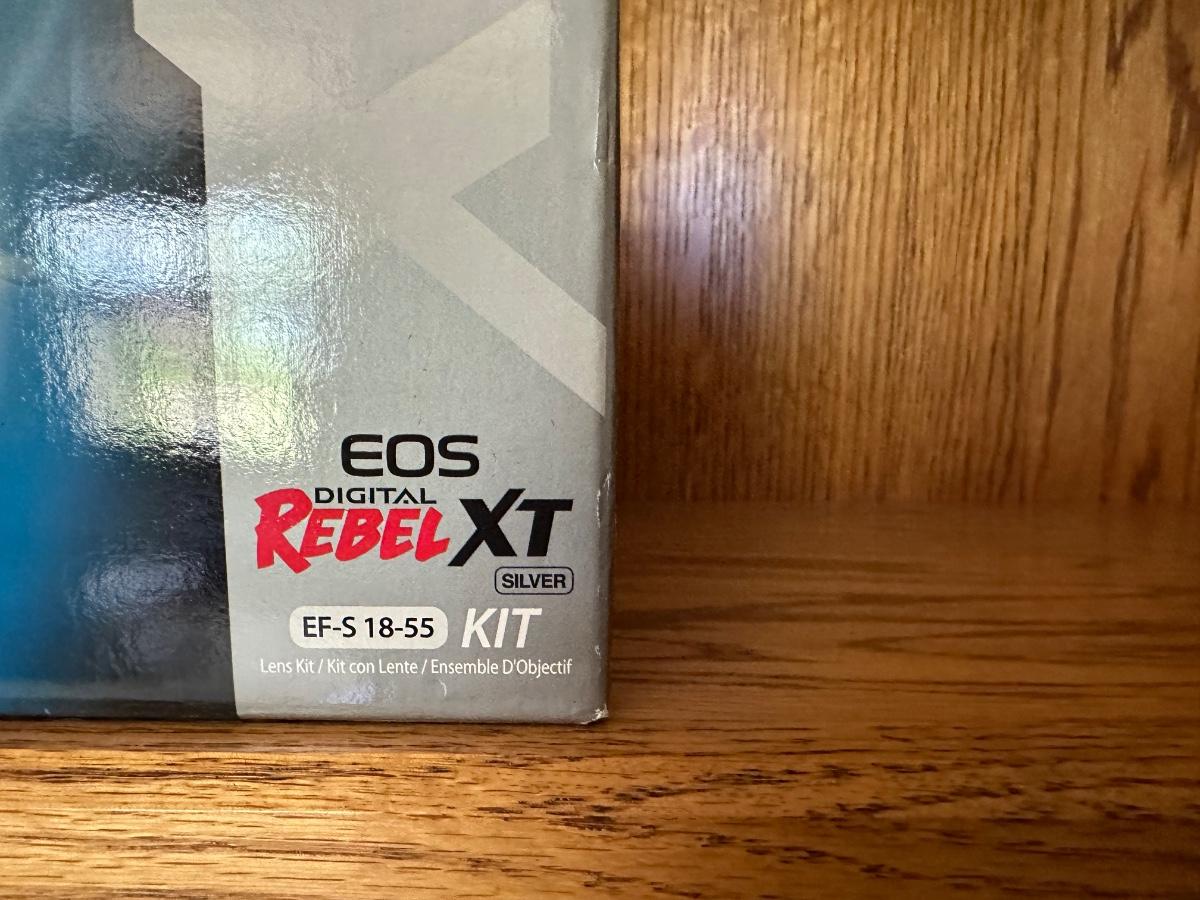 EOS
DIGITAL
REBEL XT
SILVER
EF-S 18-55 KIT
Lens Kit / Kit con Lente / Ensemble D'Objectif